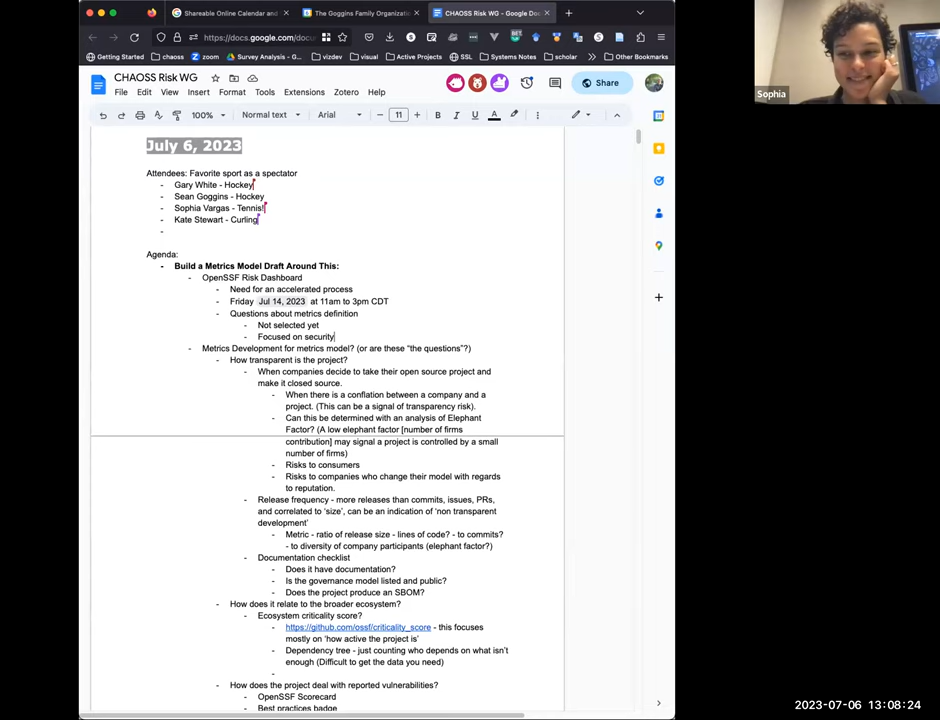 Shareable Online Calendar and
The Goggins Family Organizatio
CHAOSS Risk WG - Google Doc
https://docs.google.com/docu
Getting Started
chaoss
zoom
Survey Analysis - G...
vizdev
visual
Active Projects
SSL
Systems Notes
scholar
Other Bookmarks
CHAOSS Risk WG
File Edit View Insert Format Tools Extensions Zotero Help
Share
100%
Normal text
Arial
11
July 6, 2023
Attendees: Favorite sport as a spectator
- Gary White - Hockey
- Sean Goggins - Hockey
- Sophia Vargas - Tennis!
- Kate Stewart - Curling
-
Agenda:
- Build a Metrics Model Draft Around This:
- OpenSSF Risk Dashboard
- Need for an accelerated process
- Friday Jul 14, 2023 at 11am to 3pm CDT
- Questions about metrics definition
- Not selected yet
- Focused on security
- Metrics Development for metrics model? (or are these “the questions”?)
- How transparent is the project?
- When companies decide to take their open source project and
make it closed source.
- When there is a conflation between a company and a
project. (This can be a signal of transparency risk).
- Can this be determined with an analysis of Elephant
Factor? (A low elephant factor [number of firms
contribution] may signal a project is controlled by a small
number of firms)
- Risks to consumers
- Risks to companies who change their model with regards
to reputation.
- Release frequency - more releases than commits, issues, PRs,
and correlated to ‘size’, can be an indication of ‘non transparent
development’
- Metric - ratio of release size - lines of code? - to commits?
- to diversity of company participants (elephant factor?)
- Documentation checklist
- Does it have documentation?
- Is the governance model listed and public?
- Does the project produce an SBOM?
- How does it relate to the broader ecosystem?
- Ecosystem criticality score?
- https://github.com/ossf/criticality_score - this focuses
mostly on ‘how active the project is’
- Dependency tree - just counting who depends on what isn’t
enough (Difficult to get the data you need)
-
- How does the project deal with reported vulnerabilities?
- OpenSSF Scorecard
- Best practices badge
Sophia
2023-07-06 13:08:24